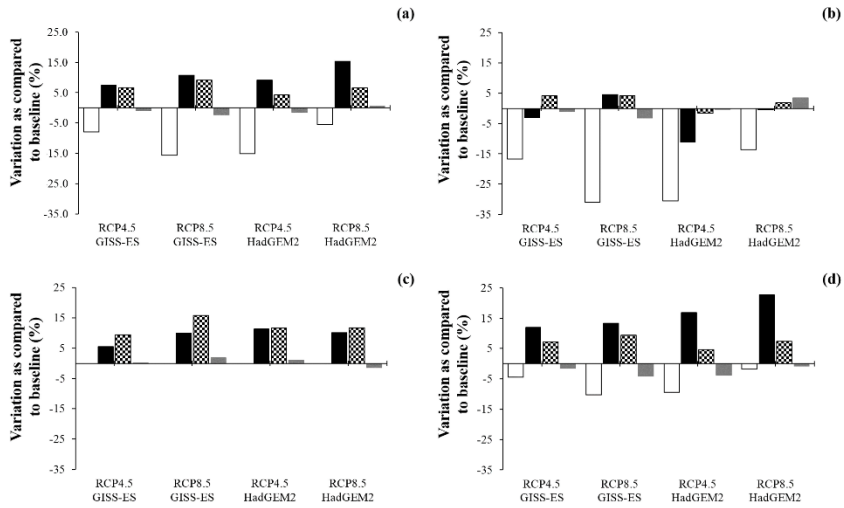 (a)
Variation as compared
to baseline (%)
25.0
15.0
5.0
-5.0
-15.0
-25.0
-35.0
RCP4.5
GISS-ES
RCP8.5
GISS-ES
RCP4.5
HadGEM2
RCP8.5
HadGEM2
(b)
Variation as compared
to baseline (%)
25
15
5
-5
-15
-25
-35
RCP4.5
GISS-ES
RCP8.5
GISS-ES
RCP4.5
HadGEM2
RCP8.5
HadGEM2
(c)
Variation as compared
to baseline (%)
25
15
5
-5
-15
-25
-35
RCP4.5
GISS-ES
RCP8.5
GISS-ES
RCP4.5
HadGEM2
RCP8.5
HadGEM2
(d)
Variation as compared
to baseline (%)
25
15
5
-5
-15
-25
-35
RCP4.5
GISS-ES
RCP8.5
GISS-ES
RCP4.5
HadGEM2
RCP8.5
HadGEM2